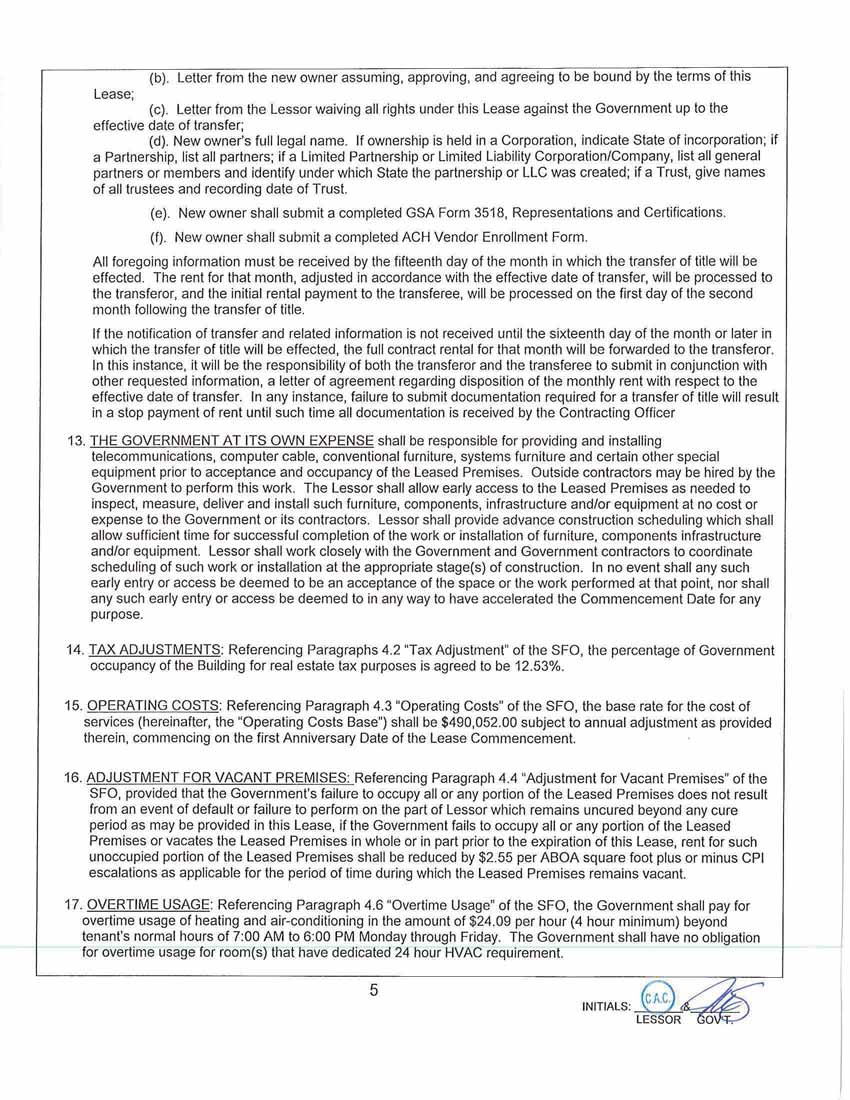 (b). Letter from the new owner assuming, approving, and agreeing to be bound by the terms of this
Lease;
(c). Letter from the Lessor waiving all rights under this Lease against the Government up to the
effective date of transfer;
(d). New owner's full legal name. If ownership is held in a Corporation, indicate State of incorporation; if
a Partnership, list all partners; if a Limited Partnership or Limited Liability Corporation/Company, list all general
partners or members and identify under which State the partnership or LLC was created; if a Trust, give names
of all trustees and recording date of Trust.
(e). New owner shall submit a completed GSA Form 3518, Representations and Certifications.
(f). New owner shall submit a completed ACH Vendor Enrollment Form.
All foregoing information must be received by the fifteenth day of the month in which the transfer of title will be
effected. The rent for that month, adjusted in accordance with the effective date of transfer, will be processed to
the transferor, and the initial rental payment to the transferee, will be processed on the first day of the second
month following the transfer of title.
If the notification of transfer and related information is not received until the sixteenth day of the month or later in
which the transfer of title will be effected, the full contract rental for that month will be forwarded to the transferor.
In this instance, it will be the responsibility of both the transferor and the transferee to submit in conjunction with
other requested information, a letter of agreement regarding disposition of the monthly rent with respect to the
effective date of transfer. In any instance, failure to submit documentation required for a transfer of title will result
in a stop payment of rent until such time all documentation is received by the Contracting Officer
13. THE GOVERNMENT AT ITS OWN EXPENSE shall be responsible for providing and installing
telecommunications, computer cable, conventional furniture, systems furniture and certain other special
equipment prior to acceptance and occupancy of the Leased Premises. Outside contractors may be hired by the
Government to perform this work. The Lessor shall allow early access to the Leased Premises as needed to
inspect, measure, deliver and install such furniture, components, infrastructure and/or equipment at no cost or
expense to the Government or its contractors. Lessor shall provide advance construction scheduling which shall
allow sufficient time for successful completion of the work or installation of furniture, components infrastructure
and/or equipment. Lessor shall work closely with the Government and Government contractors to coordinate
scheduling of such work or installation at the appropriate stage(s) of construction. In no event shall any such
early entry or access be deemed to be an acceptance of the space or the work performed at that point, nor shall
any such early entry or access be deemed to in any way to have accelerated the Commencement Date for any
purpose.
14. TAX ADJUSTMENTS: Referencing Paragraphs 4.2 "Tax Adjustment" of the SFO, the percentage of Government
occupancy of the Building for real estate tax purposes is agreed to be 12.53%.
15. OPERATING COSTS: Referencing Paragraph 4.3 "Operating Costs" of the SFO, the base rate for the cost of
services (hereinafter, the "Operating Costs Base") shall be $490,052.00 subject to annual adjustment as provided
therein, commencing on the first Anniversary Date of the Lease Commencement.
16. ADJUSTMENT FOR VACANT PREMISES: Referencing Paragraph 4.4 "Adjustment for Vacant Premises" of the
SFO, provided that the Government's failure to occupy all or any portion of the Leased Premises does not result
from an event of default or failure to perform on the part of Lessor which remains uncured beyond any cure
period as may be provided in this Lease, if the Government fails to occupy all or any portion of the Leased
Premises or vacates the Leased Premises in whole or in part prior to the expiration of this Lease, rent for such
unoccupied portion of the Leased Premises shall be reduced by $2.55 per ABOA square foot plus or minus CPI
escalations as applicable for the period of time during which the Leased Premises remains vacant.
17. OVERTIME USAGE: Referencing Paragraph 4.6 "Overtime Usage" of the SFO, the Government shall pay for
overtime usage of heating and air-conditioning in the amount of $24.09 per hour (4 hour minimum) beyond
tenant's normal hours of 7:00 AM to 6:00 PM Monday through Friday. The Government shall have no obligation
for overtime usage for room(s) that have dedicated 24 hour HVAC requirement.
5
INITIALS: C.A.C. &
LESSOR GOV'T.